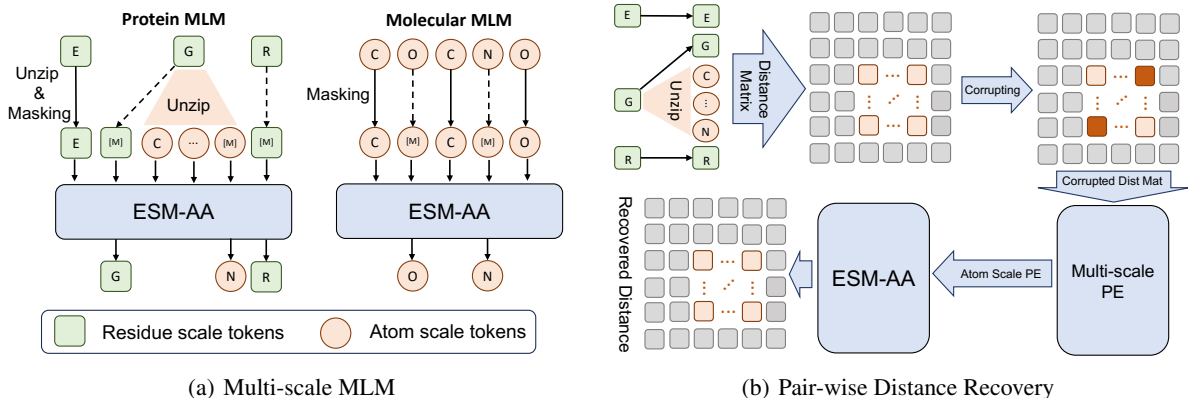 Protein MLM
Molecular MLM
E
G
R
C
O
C
N
O
Unzip
&
Masking
Unzip
Masking
E
[M]
C
...
[M]
[M]
C
[M]
C
[M]
O
ESM-AA
ESM-AA
G
N
R
O
N
Residue scale tokens
Atom scale tokens
(a) Multi-scale MLM
E
E
G
G
Unzip
C
...
N
R
R
Distance
Matrix
Corrupting
Corrupted Dist Mat
Multi-scale
PE
Atom Scale PE
ESM-AA
Recovered Distance
(b) Pair-wise Distance Recovery